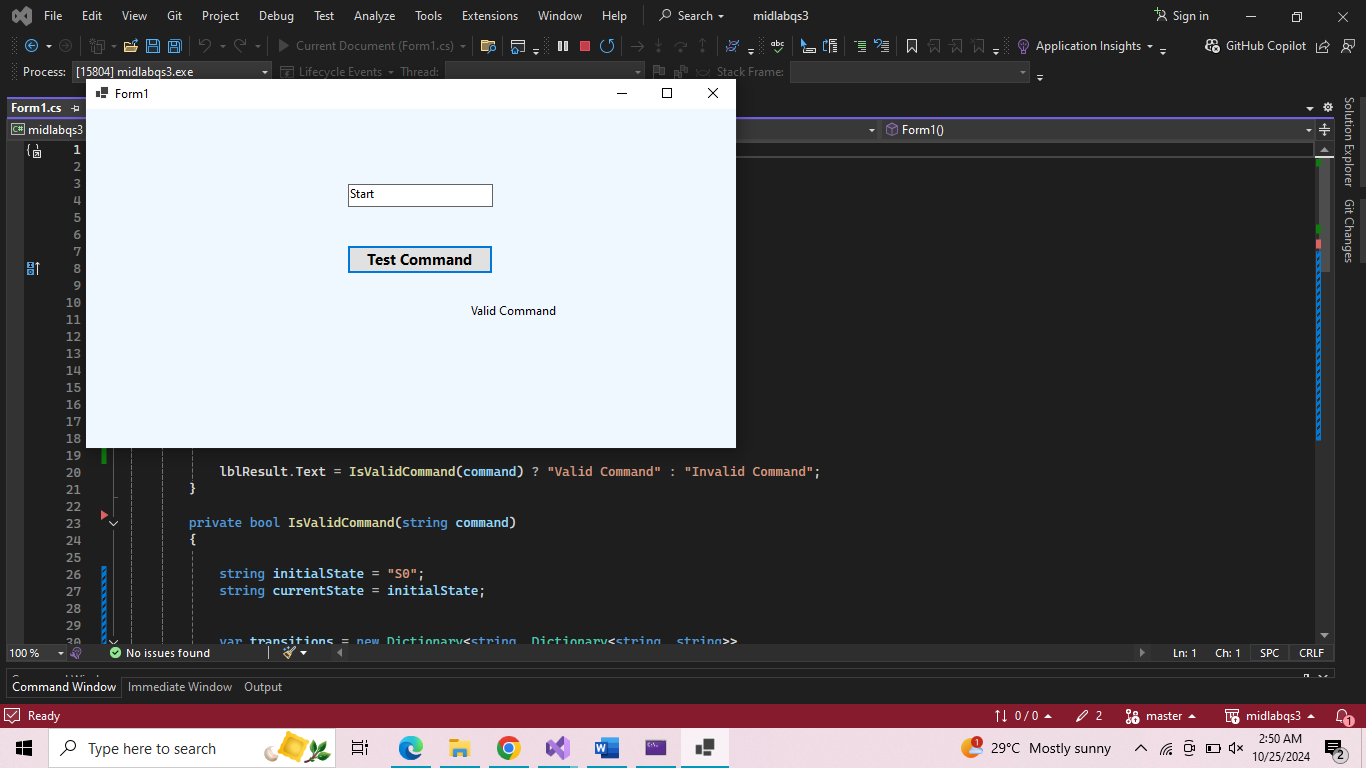 File Edit View Git Project Debug Test Analyze Tools Extensions Window Help Search midlabqs3 Sign in
Current Document (Form1.cs) Application Insights GitHub Copilot
Process: [15804] midlabqs3.exe Lifecycle Events Thread: Stack Frame:
Form1
Form1.cs
midlabqs3 Form1()
Start
Test Command
Valid Command
Solution Explorer
Git Changes
1
2
3
4
5
6
7
8
9
10
11
12
13
14
15
16
17
18
19
20 lblResult.Text = IsValidCommand(command) ? "Valid Command" : "Invalid Command";
21 }
22
23 private bool IsValidCommand(string command)
24 {
25
26 string initialState = "S0";
27 string currentState = initialState;
28
29
30 var transitions = new Dictionary<string, Dictionary<string, string>>
100 % No issues found Ln: 1 Ch: 1 SPC CRLF
Command Window Immediate Window Output
Ready 0 / 0 2 master midlabqs3 1
Type here to search 1 29°C Mostly sunny 2:50 AM
10/25/2024 2